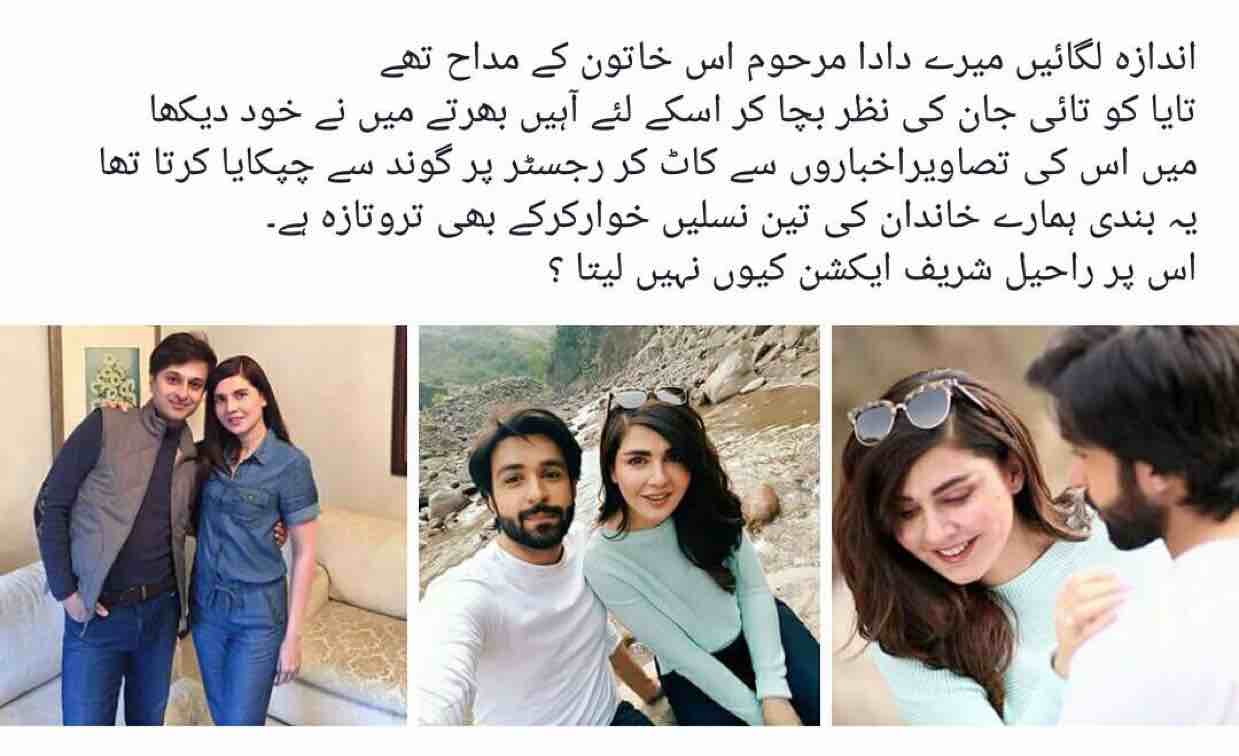 اندازہ لگائیں میرے دادا مرحوم اس خاتون کے مداح تھے
تایا کو تائی جان کی نظر بچا کر اسکے لئے آہیں بھرتے میں نے خود دیکھا
میں اس کی تصاویراخباروں سے کاٹ کر رجسٹر پر گوند سے چپکایا کرتا تھا
یہ بندی ہمارے خاندان کی تین نسلیں خوارکرکے بھی تروتازہ ہے۔
اس پر راحیل شریف ایکشن کیوں نہیں لیتا ؟